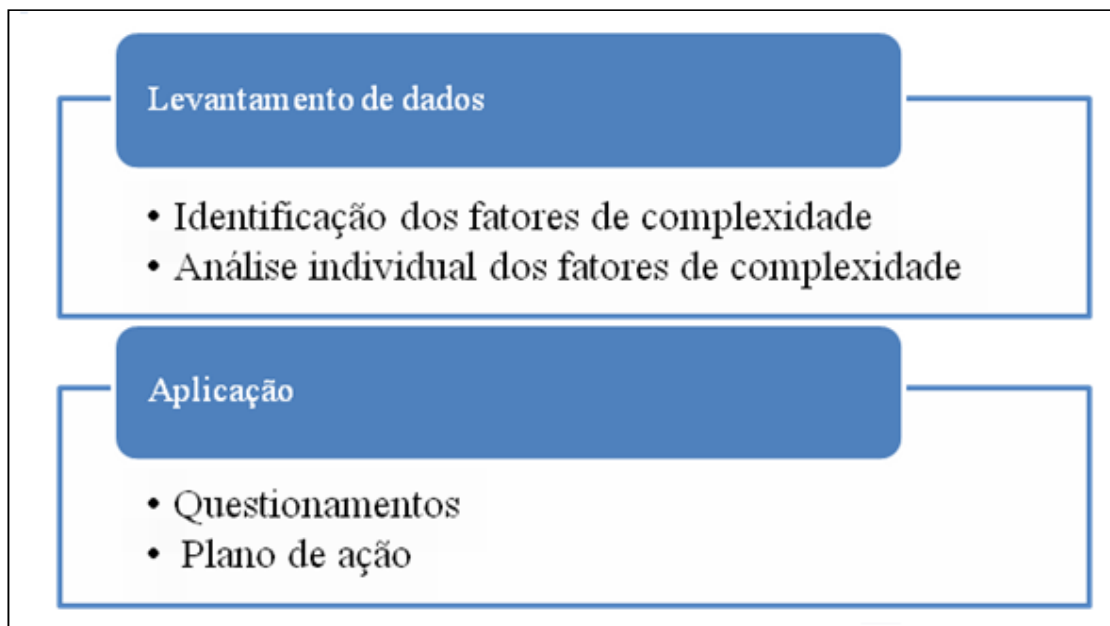 Levantamento de dados
• Identificação dos fatores de complexidade
• Análise individual dos fatores de complexidade
Aplicação
• Questionamentos
• Plano de ação